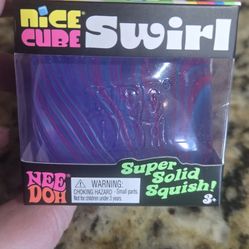 NICE
CUBE
Swirl
NEE
DOH
WARNING:
CHOKING HAZARD - Small parts.
Not for children under 3 years.
Super
Solid
Squish!
3+